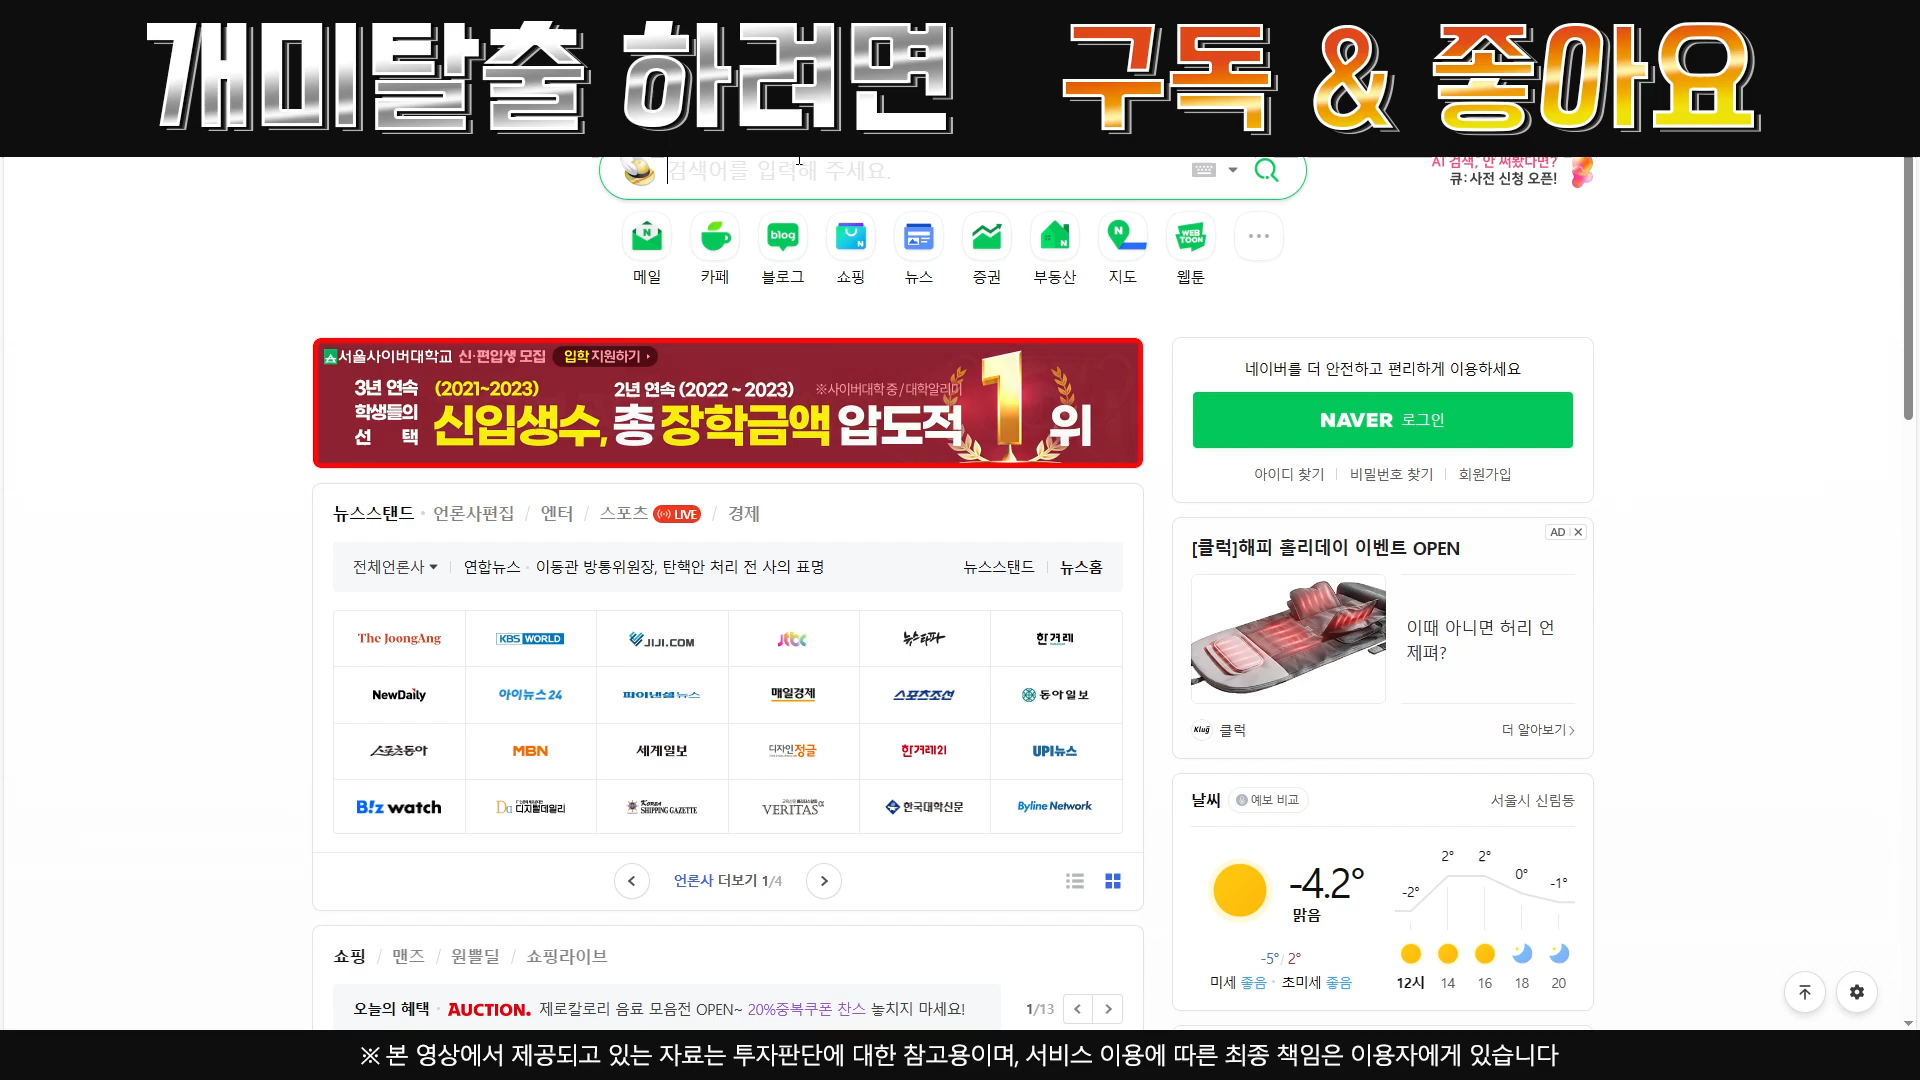 개미탈출 하려면 구독 & 좋아요
검색어를 입력해 주세요.
AI 검색, 안 써봤다면?
큐:사전 신청 오픈!
메일 카페 블로그 쇼핑 뉴스 증권 부동산 지도 웹툰
서울사이버대학교 신·편입생 모집 입학지원하기
3년 연속 (2021~2023) 2년 연속 (2022 ~ 2023) ※사이버대학 중 / 대학알리미
학생들의
선 택 신입생수, 총 장학금액 압도적 1위
네이버를 더 안전하고 편리하게 이용하세요
NAVER 로그인
아이디 찾기 비밀번호 찾기 회원가입
뉴스스탠드 · 언론사편집 / 엔터 / 스포츠 LIVE / 경제
전체언론사 연합뉴스 · 이동관 방통위원장, 탄핵안 처리 전 사의 표명 뉴스스탠드 뉴스홈
The JoongAng KBS WORLD JIJI.COM jtbc 뉴스타파 한겨레
NewDaily 아이뉴스24 파이낸셜뉴스 매일경제 스포츠조선 동아일보
스포츠동아 MBN 세계일보 디자인정글 한겨레21 UPI뉴스
B!z watch 디지털데일리 Korea SHIPPING GAZETTE VERITAS α 한국대학신문 Byline Network
언론사 더보기 1/4
AD
[클럭]해피 홀리데이 이벤트 OPEN
이때 아니면 허리 언
제펴?
Klug 클럭 더 알아보기
날씨 예보 비교 서울시 신림동
-4.2°
맑음
-5° / 2°
미세 좋음 · 초미세 좋음
-2° 2° 2° 0° -1°
12시 14 16 18 20
쇼핑 / 맨즈 / 원쁠딜 / 쇼핑라이브
오늘의 혜택 · AUCTION. 제로칼로리 음료 모음전 OPEN~ 20%중복쿠폰 찬스 놓치지 마세요! 1/13
※ 본 영상에서 제공되고 있는 자료는 투자판단에 대한 참고용이며, 서비스 이용에 따른 최종 책임은 이용자에게 있습니다